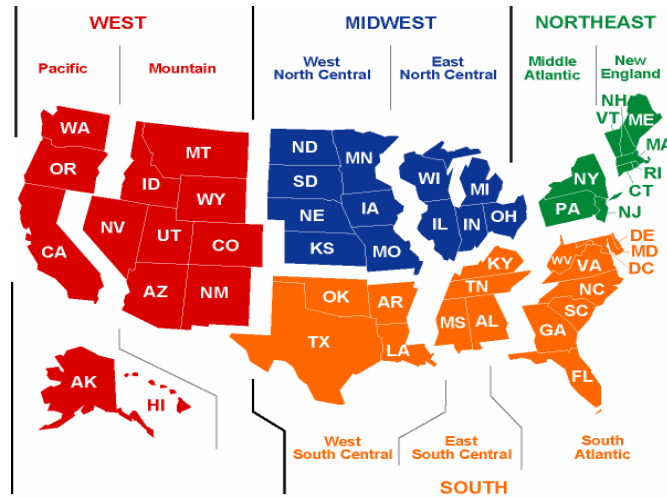 WEST
MIDWEST
NORTHEAST
Pacific
Mountain
West
North Central
East
North Central
Middle
Atlantic
New
England
WA
OR
CA
NV
ID
MT
WY
UT
CO
AZ
NM
AK
HI
ND
SD
NE
KS
MN
IA
MO
WI
MI
IL
IN
OH
NH
VT
ME
MA
RI
CT
NY
PA
NJ
OK
TX
AR
LA
KY
TN
MS
AL
DE
MD
DC
WV
VA
NC
SC
GA
FL
West
South Central
East
South Central
South
Atlantic
SOUTH